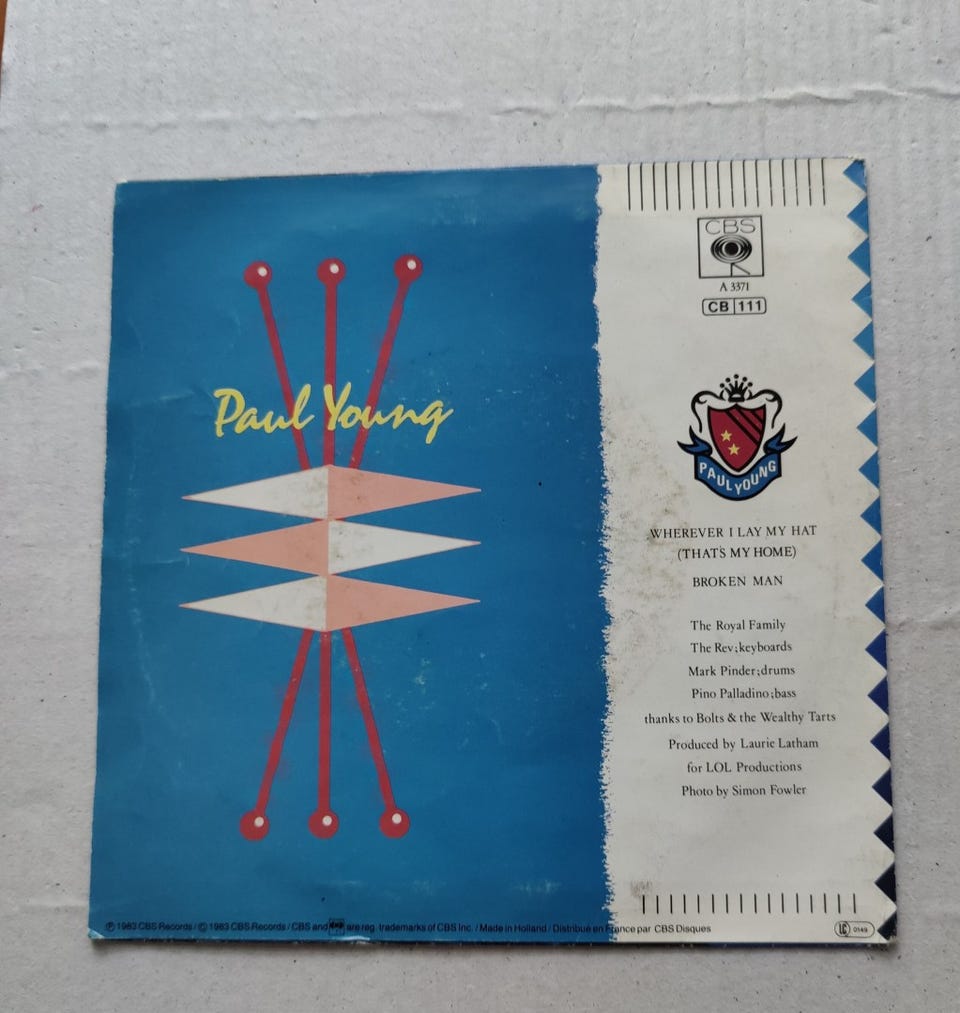 Paul Young
CBS
A 3371
CB 111
PAUL YOUNG
WHEREVER I LAY MY HAT
(THAT'S MY HOME)
BROKEN MAN
The Royal Family
The Rev;keyboards
Mark Pinder;drums
Pino Palladino;bass
thanks to Bolts & the Wealthy Tarts
Produced by Laurie Latham
for LOL Productions
Photo by Simon Fowler
℗ 1983 CBS Records / © 1983 CBS Records / CBS and are reg. trademarks of CBS Inc. / Made in Holland / Distribué en France par CBS Disques
LC 0149